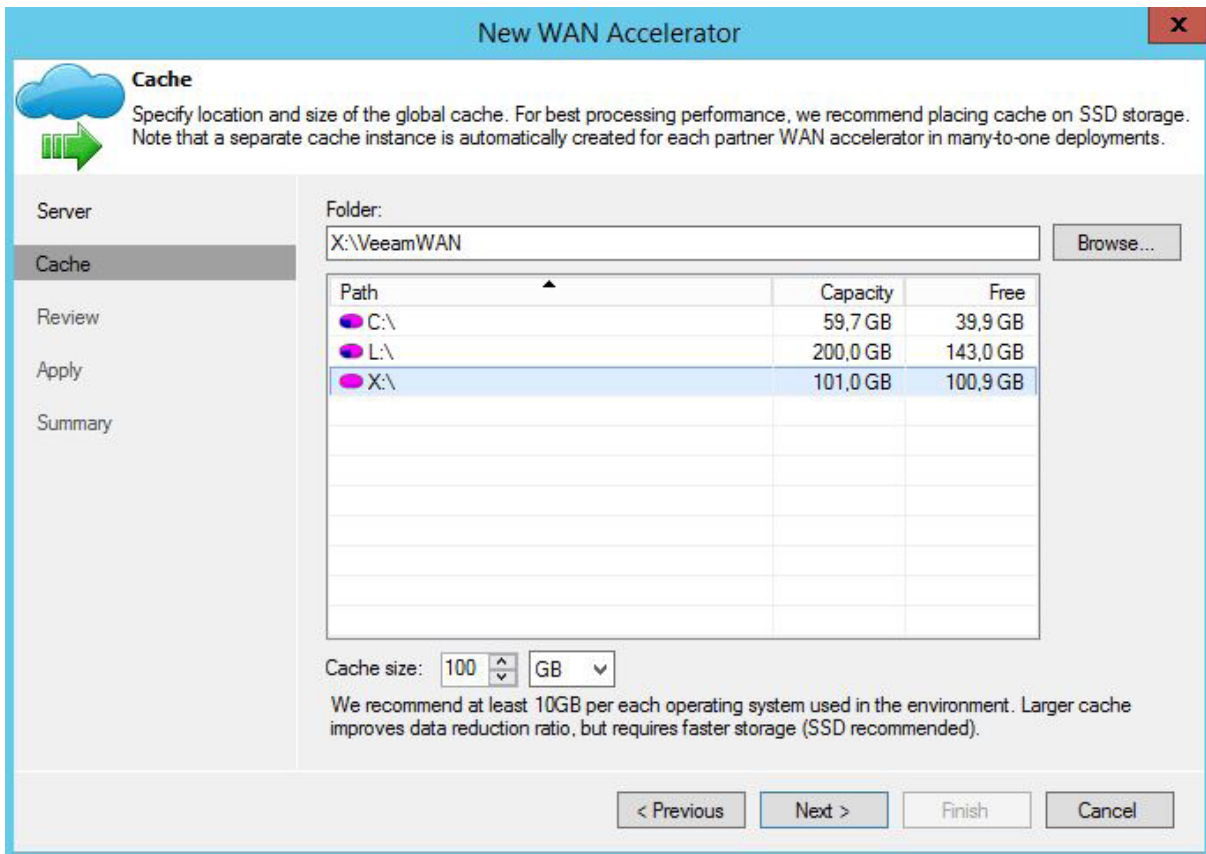 New WAN Accelerator
x
Cache
Specify location and size of the global cache. For best processing performance, we recommend placing cache on SSD storage.
Note that a separate cache instance is automatically created for each partner WAN accelerator in many-to-one deployments.
Server
Cache
Review
Apply
Summary
Folder:
X:\VeeamWAN
Browse...
Path Capacity Free
C:\ 59,7 GB 39,9 GB
L:\ 200,0 GB 143,0 GB
X:\ 101,0 GB 100,9 GB
Cache size: 100 GB
We recommend at least 10GB per each operating system used in the environment. Larger cache
improves data reduction ratio, but requires faster storage (SSD recommended).
< Previous Next > Finish Cancel